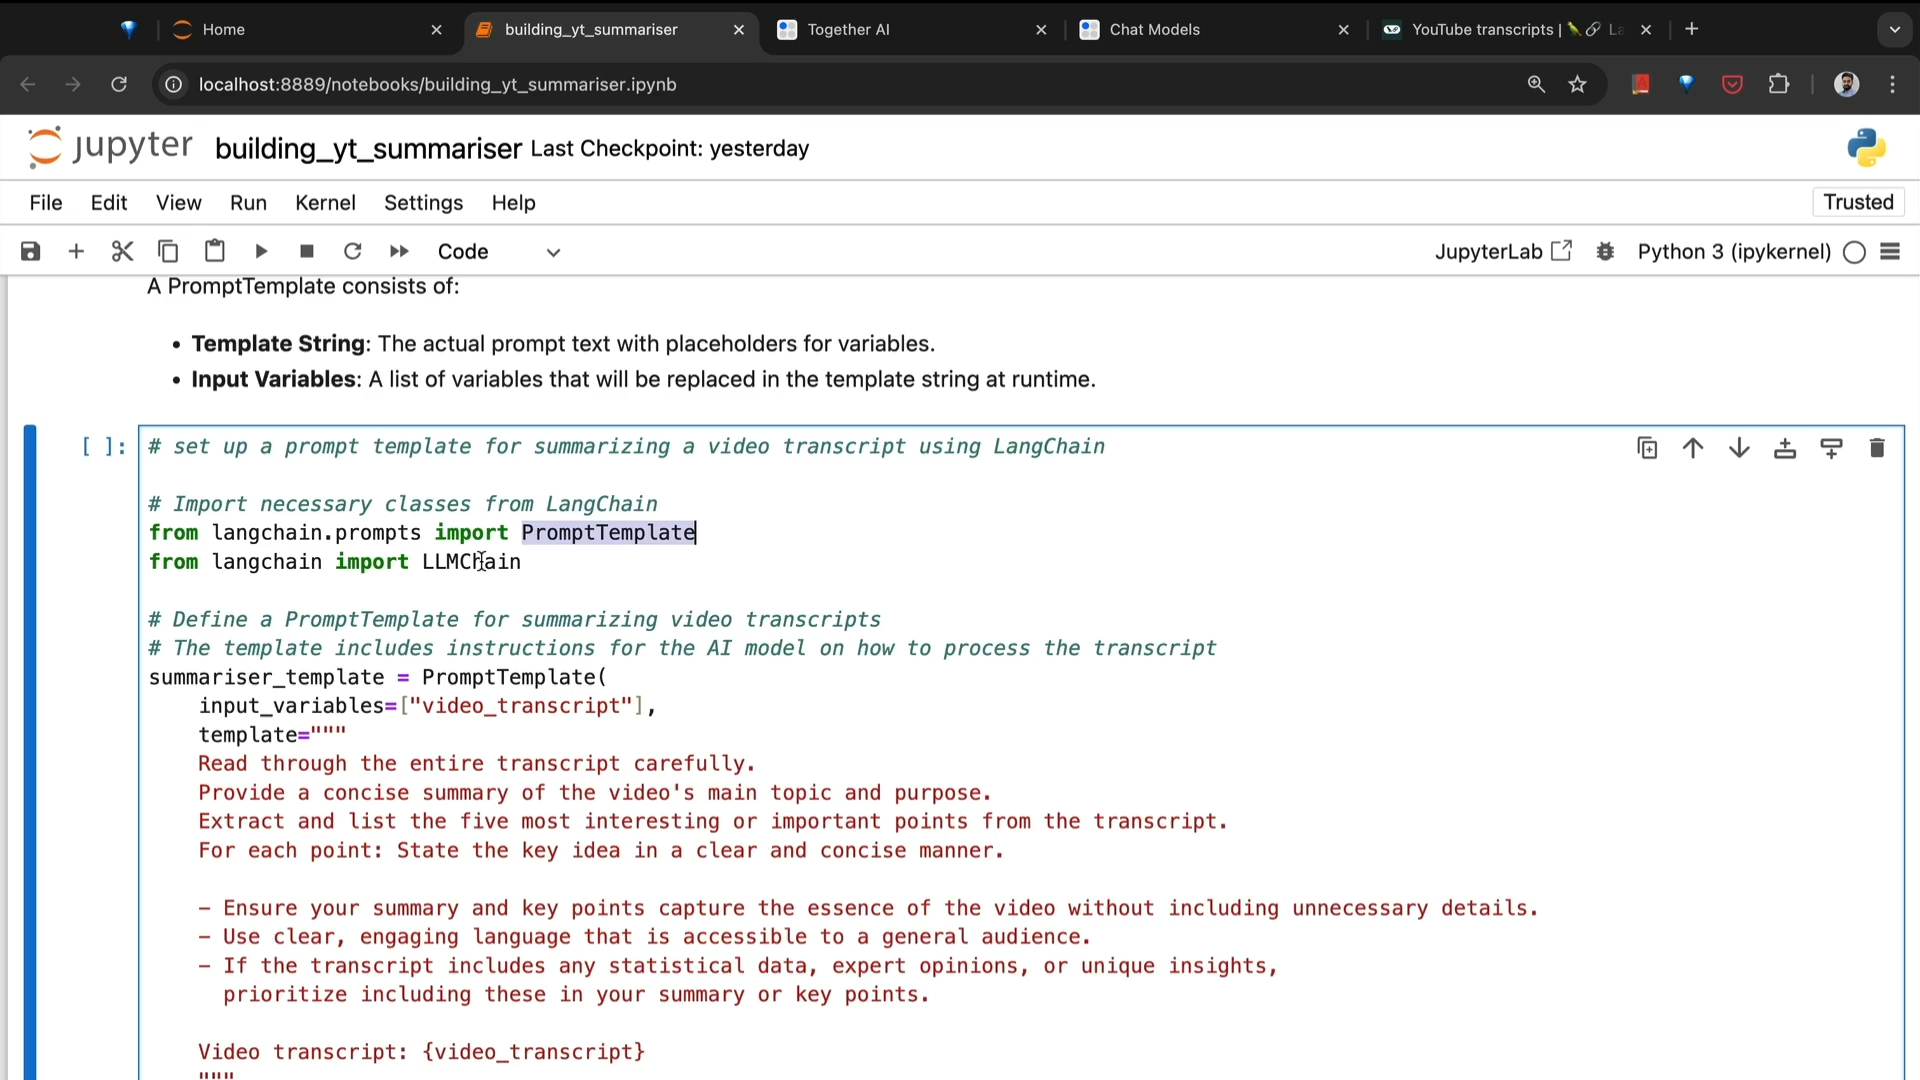 Home
building_yt_summariser
Together AI
Chat Models
YouTube transcripts | La
localhost:8889/notebooks/building_yt_summariser.ipynb
jupyter building_yt_summariser Last Checkpoint: yesterday
File Edit View Run Kernel Settings Help Trusted
Code JupyterLab Python 3 (ipykernel)
A PromptTemplate consists of:
• Template String: The actual prompt text with placeholders for variables.
• Input Variables: A list of variables that will be replaced in the template string at runtime.
[ ]: # set up a prompt template for summarizing a video transcript using LangChain
# Import necessary classes from LangChain
from langchain.prompts import PromptTemplate
from langchain import LLMChain
# Define a PromptTemplate for summarizing video transcripts
# The template includes instructions for the AI model on how to process the transcript
summariser_template = PromptTemplate(
input_variables=["video_transcript"],
template="""
Read through the entire transcript carefully.
Provide a concise summary of the video's main topic and purpose.
Extract and list the five most interesting or important points from the transcript.
For each point: State the key idea in a clear and concise manner.
- Ensure your summary and key points capture the essence of the video without including unnecessary details.
- Use clear, engaging language that is accessible to a general audience.
- If the transcript includes any statistical data, expert opinions, or unique insights,
prioritize including these in your summary or key points.
Video transcript: {video_transcript}
"""